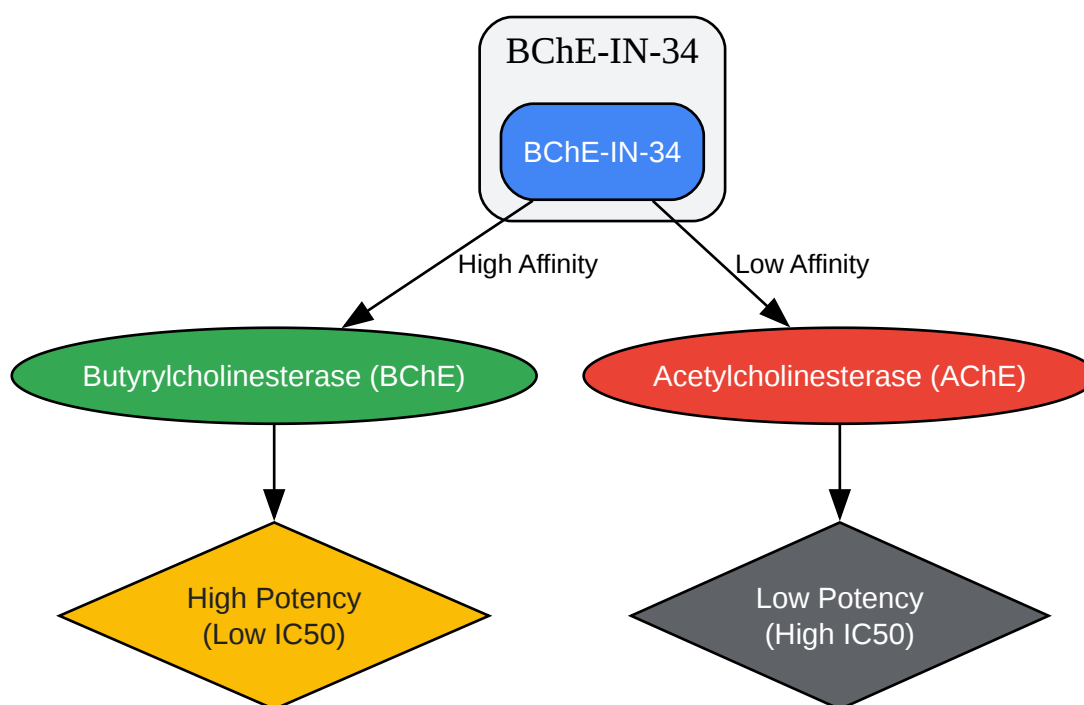 BChE-IN-34
BChE-IN-34
High Affinity
Low Affinity
Butyrylcholinesterase (BChE)
Acetylcholinesterase (AChE)
High Potency
(Low IC50)
Low Potency
(High IC50)